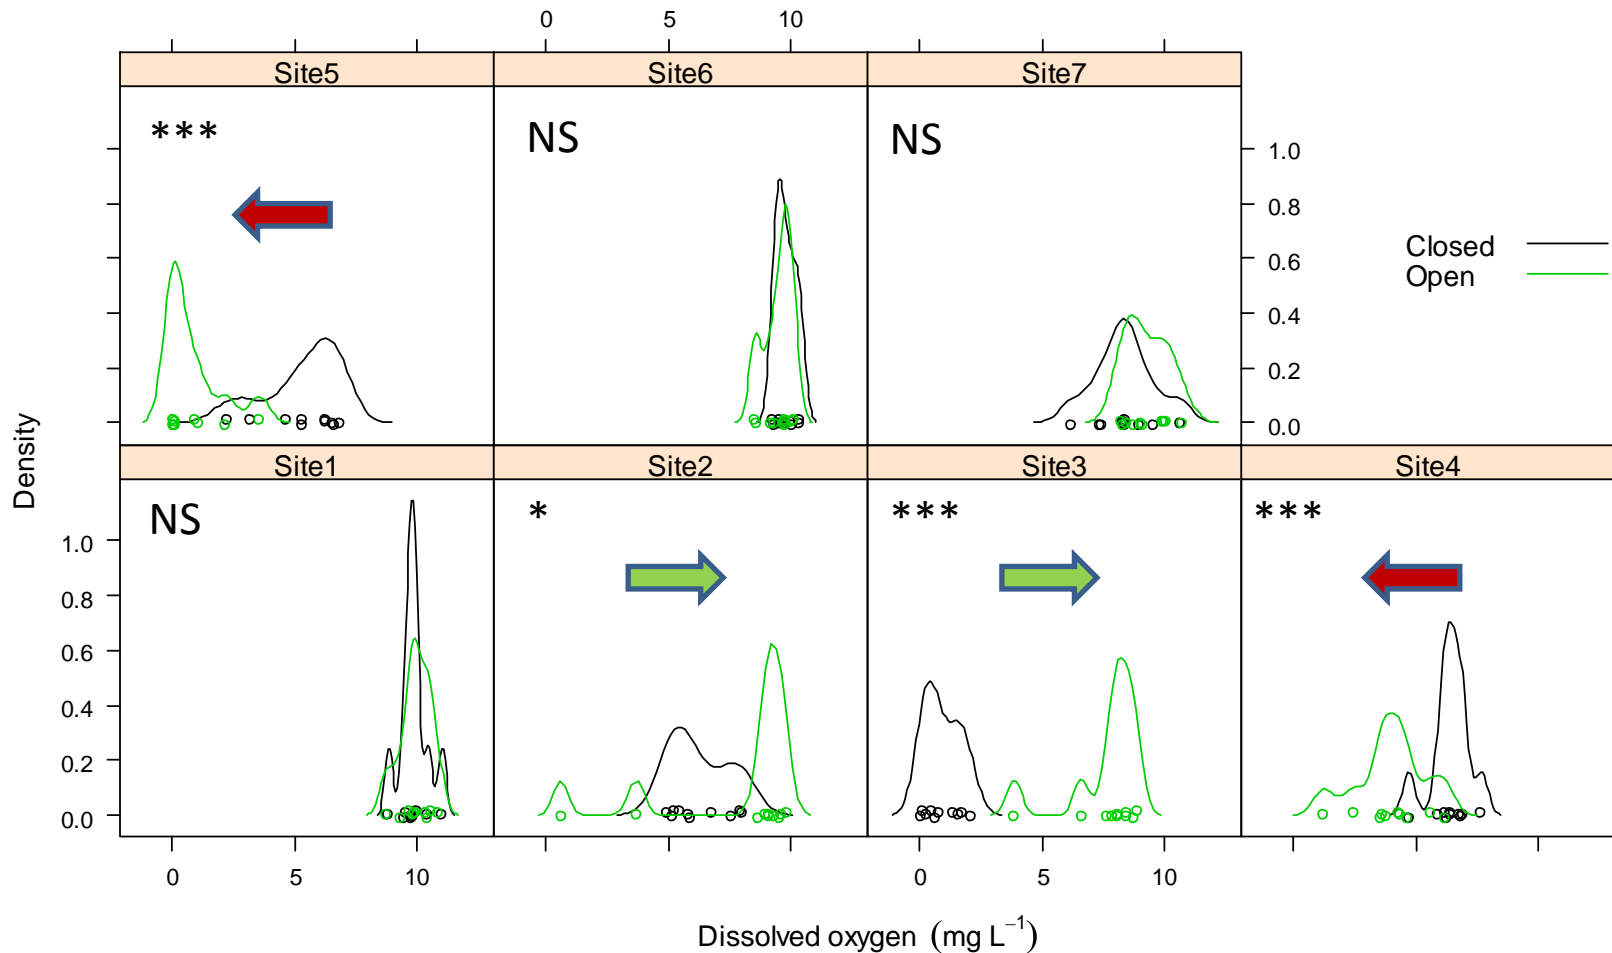 0 5 10
Site5 Site6 Site7
*** NS NS
1.0
0.8
0.6
0.4
0.2
0.0
Closed
Open
Density
Site1 Site2 Site3 Site4
NS * *** ***
1.0
0.8
0.6
0.4
0.2
0.0
0 5 10 0 5 10
Dissolved oxygen (mg L⁻¹)